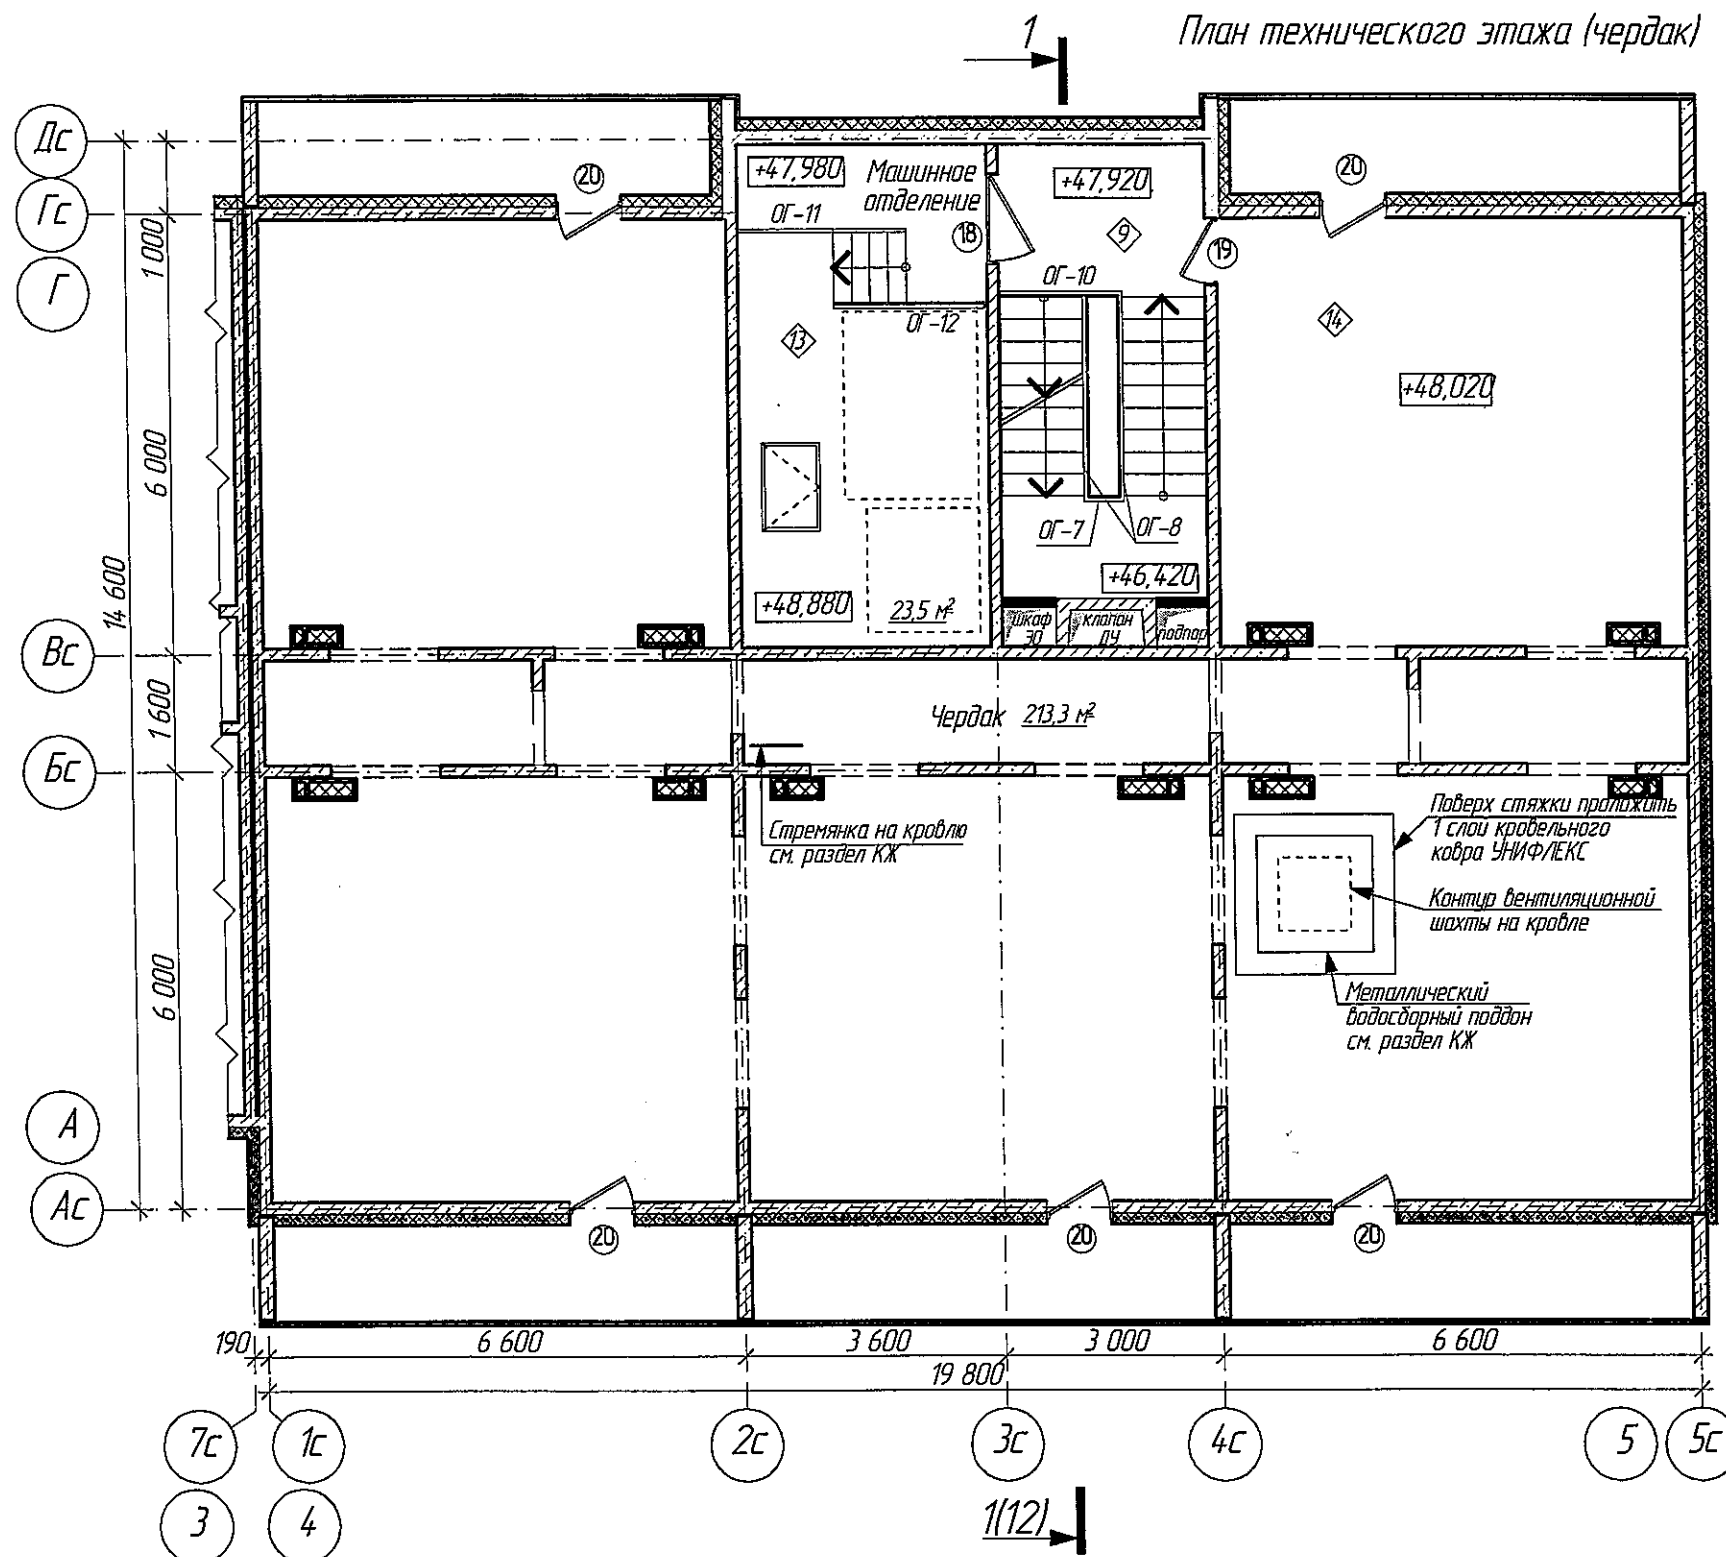 План технического этажа (чердак)
1
Дс
Гс
Г
Вс
Бс
А
Ас
1 000
6 000
14 600
1 600
6 000
20
+47,980
Машинное
отделение
+47,920
20
ОГ-11
18
9
19
ОГ-10
13
ОГ-12
14
+48,020
ОГ-7
ОГ-8
+46,420
+48,880
23,5 м²
шкаф
ЭО
клапан
ДУ
подпор
Чердак 213,3 м²
Стремянка на кровлю
см. раздел КЖ
Поверх стяжки проложить
1 слой кровельного
ковра УНИФЛЕКС
Контур вентиляционной
шахты на кровле
Металлический
водосборный поддон
см. раздел КЖ
20
20
20
190
6 600
3 600
3 000
6 600
19 800
7с
1с
2с
3с
4с
5
5с
3
4
1(12)